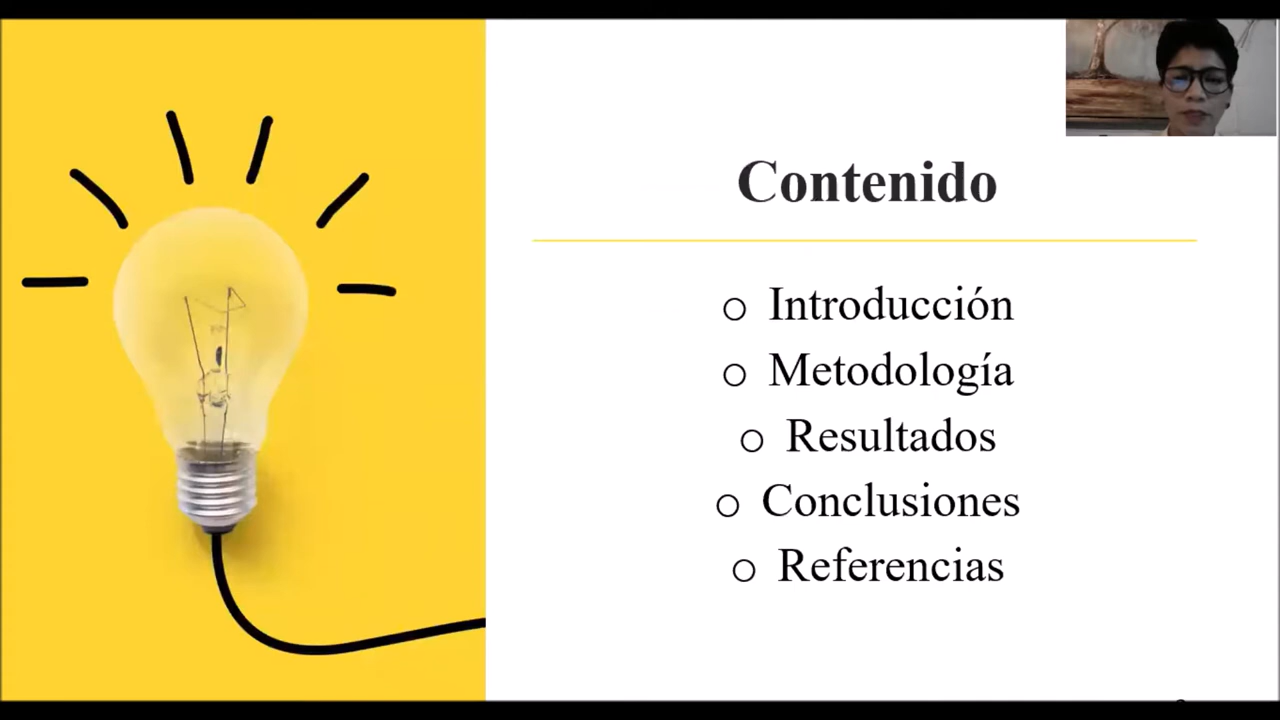 Contenido
o Introducción
o Metodología
o Resultados
o Conclusiones
o Referencias